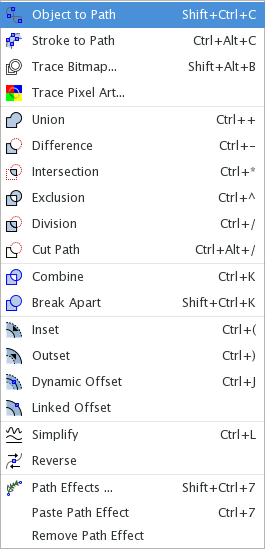 Object to Path Shift+Ctrl+C
Stroke to Path Ctrl+Alt+C
Trace Bitmap... Shift+Alt+B
Trace Pixel Art...
Union Ctrl++
Difference Ctrl+-
Intersection Ctrl+*
Exclusion Ctrl+^
Division Ctrl+/
Cut Path Ctrl+Alt+/
Combine Ctrl+K
Break Apart Shift+Ctrl+K
Inset Ctrl+(
Outset Ctrl+)
Dynamic Offset Ctrl+J
Linked Offset
Simplify Ctrl+L
Reverse
Path Effects ... Shift+Ctrl+7
Paste Path Effect Ctrl+7
Remove Path Effect